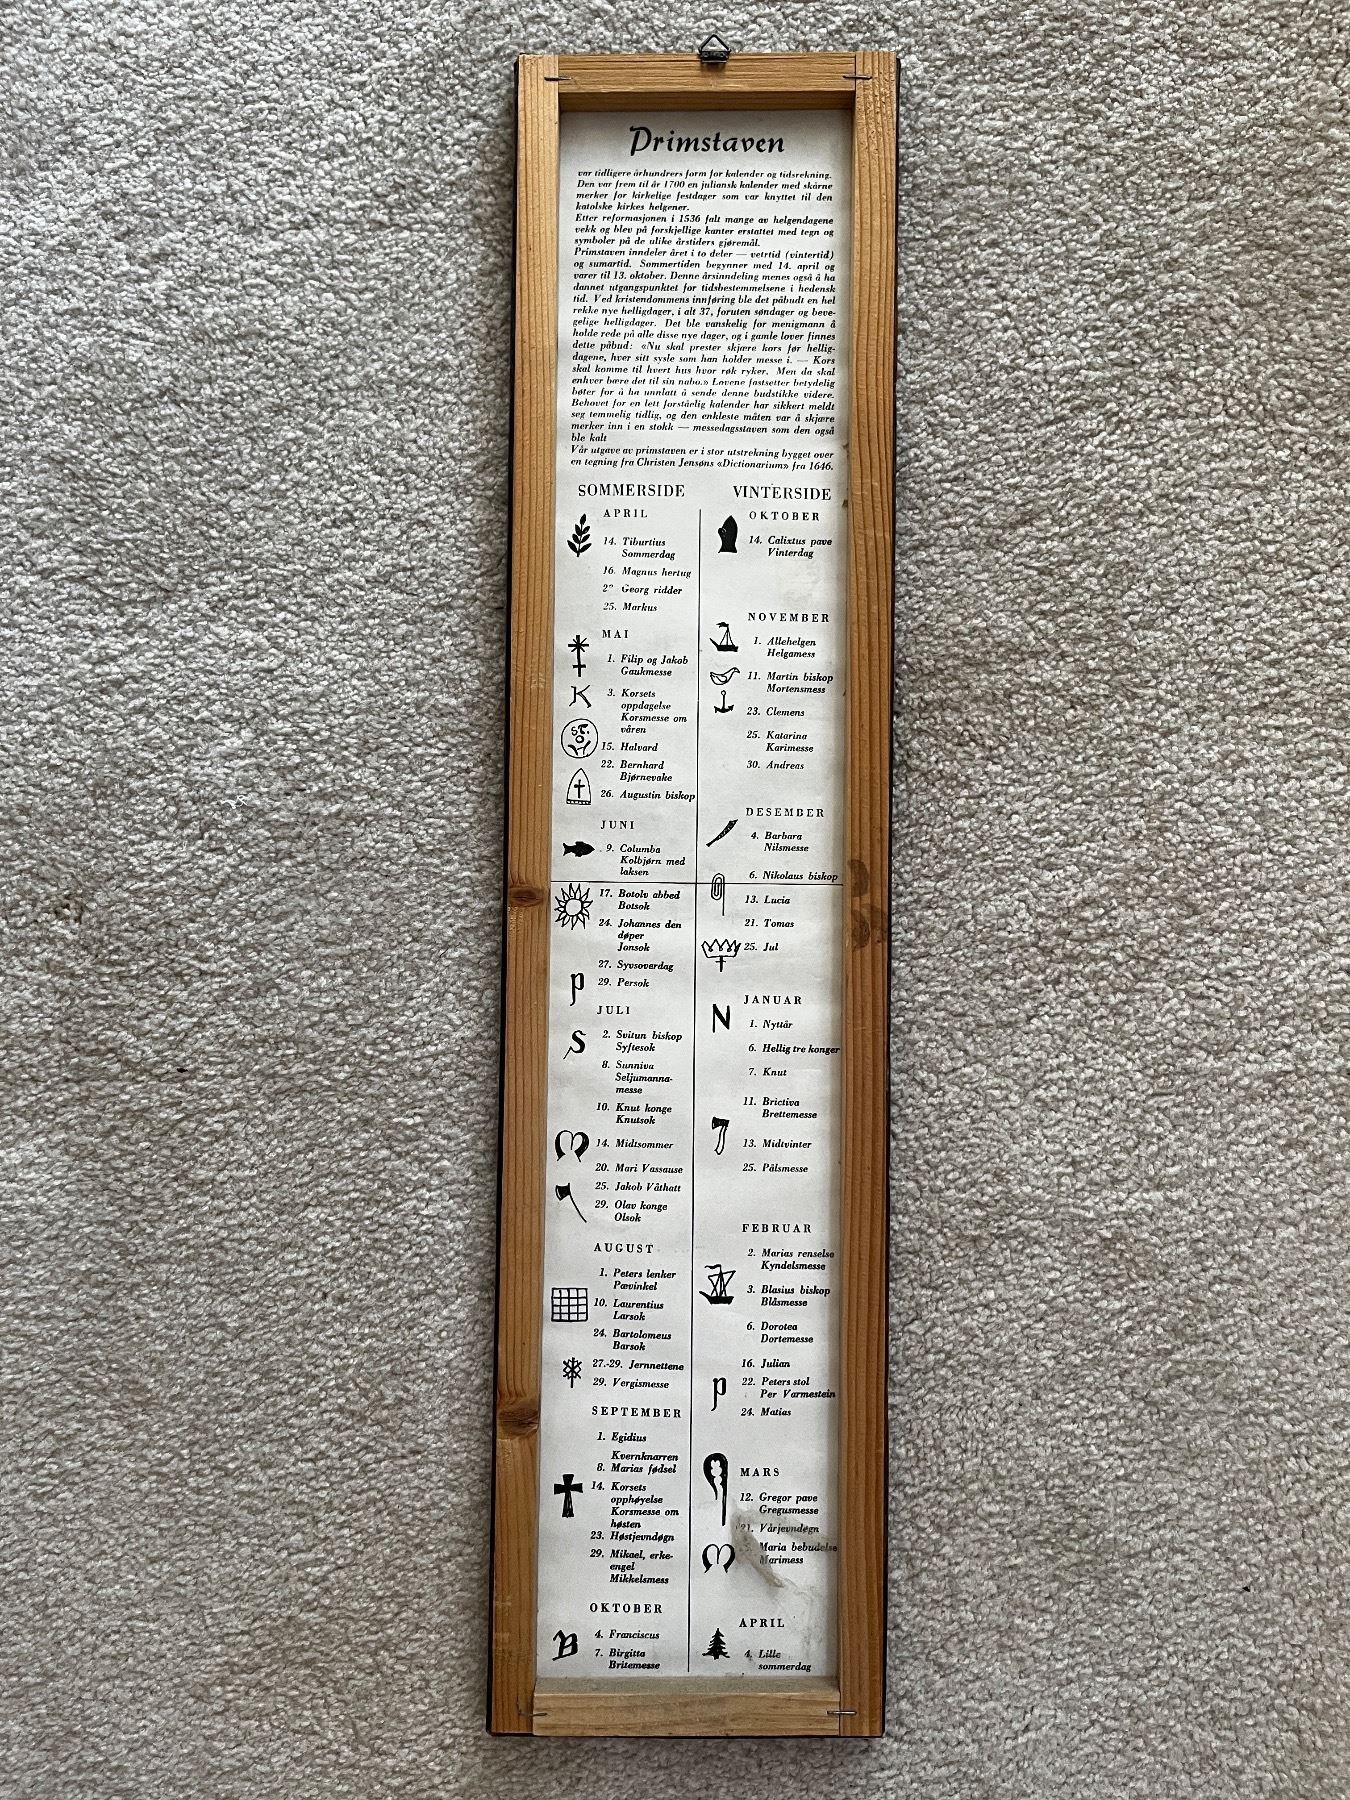 Primstaven
var tidligere århundrers form for kalender og tidsrekning.
Den var frem til år 1700 en juliansk kalender med skårne
merker for kirkelige festdager som var knyttet til den
katolske kirkes helgener.
Etter reformasjonen i 1536 falt mange av helgendagene
vekk og blev på forskjellige kanter erstattet med tegn og
symboler på de ulike årstiders gjøremål.
Primstaven inndeler året i to deler — vetrtid (vintertid)
og sumartid. Sommertiden begynner med 14. april og
varer til 13. oktober. Denne årsinndeling menes også å ha
dannet utgangspunktet for tidsbestemmelsene i hedensk
tid. Ved kristendommens innføring ble det påbudt en hel
rekke nye helligdager, i alt 37, foruten søndager og beve-
gelige helligdager. Det ble vanskelig for menigmann å
holde rede på alle disse nye dager, og i gamle lover finnes
dette påbud: «Nu skal prester skjære kors før hellig-
dagene, hver sitt sysle som han holder messe i. — Kors
skal komme til hvert hus hvor røk ryker. Men da skal
enhver bære det til sin nabo.» Lovene fastsetter betydelig
bøter for å ha unnlatt å sende denne budstikke videre.
Behovet for en lett forståelig kalender har sikkert meldt
seg temmelig tidlig, og den enkleste måten var å skjære
merker inn i en stokk — messedagsstaven som den også
ble kalt
Vår utgave av primstaven er i stor utstrekning bygget over
en tegning fra Christen Jensøns «Dictionarium» fra 1646.
SOMMERSIDE
APRIL
14. Tiburtius
Sommerdag
16. Magnus hertug
Georg ridder
25. Markus
MAI
1. Filip og Jakob
Gaukmesse
K
3. Korsets
oppdagelse
Korsmesse om
våren
15. Halvard
22. Bernhard
Bjørnevake
26. Augustin biskop
JUNI
9. Columba
Kolbjørn med
laksen
17. Botolv abbed
Botsok
24. Johannes den
døper
Jonsok
27. Syvsoverdag
p
29. Persok
JULI
S
2. Svitun biskop
Syftesok
8. Sunniva
Seljumanna-
messe
10. Knut konge
Knutsok
M
14. Midtsommer
20. Mari Vassause
25. Jakob Våthatt
29. Olav konge
Olsok
AUGUST
1. Peters lenker
Pævinkel
10. Laurentius
Larsok
24. Bartolomeus
Barsok
27.-29. Jernnettene
29. Vergismesse
SEPTEMBER
1. Egidius
Kvernknarren
8. Marias fødsel
14. Korsets
opphøyelse
Korsmesse om
høsten
23. Høstjevndøgn
29. Mikael, erke-
engel
Mikkelsmess
OKTOBER
4. Franciscus
B
7. Birgitta
Britemesse
VINTERSIDE
OKTOBER
14. Calixtus pave
Vinterdag
NOVEMBER
1. Allehelgen
Helgamess
11. Martin biskop
Mortensmess
23. Clemens
25. Katarina
Karimesse
30. Andreas
DESEMBER
4. Barbara
Nilsmesse
6. Nikolaus biskop
13. Lucia
21. Tomas
25. Jul
JANUAR
N
1. Nyttår
6. Hellig tre konger
7. Knut
11. Brictiva
Brettemesse
13. Midtvinter
25. Pålsmesse
FEBRUAR
2. Marias renselse
Kyndelsmesse
3. Blasius biskop
Blåsmesse
6. Dorotea
Dortemesse
16. Julian
p
22. Peters stol
Per Varmestein
24. Matias
MARS
12. Gregor pave
Gregusmesse
21. Vårjevndøgn
M
Maria bebudelse
Marimess
APRIL
4. Lille
sommerdag